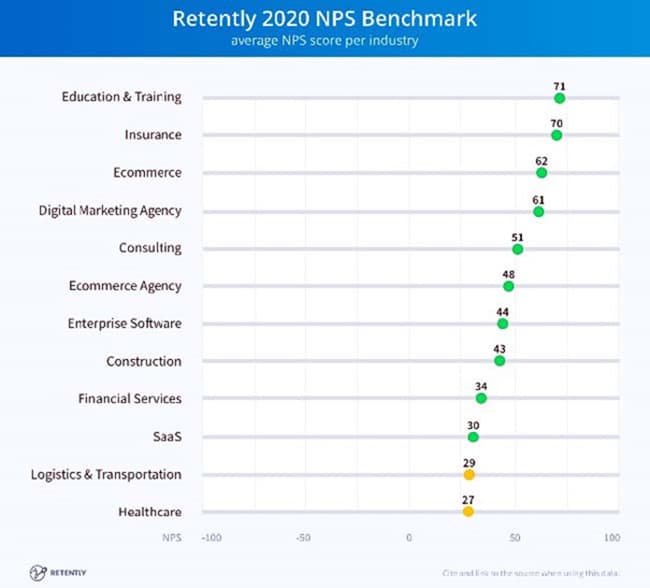 Retently 2020 NPS Benchmark
average NPS score per industry
Education & Training 71
Insurance 70
Ecommerce 62
Digital Marketing Agency 61
Consulting 51
Ecommerce Agency 48
Enterprise Software 44
Construction 43
Financial Services 34
SaaS 30
Logistics & Transportation 29
Healthcare 27
NPS -100 -50 0 50 100
RETENTLY Cite and link to the source when using this data.